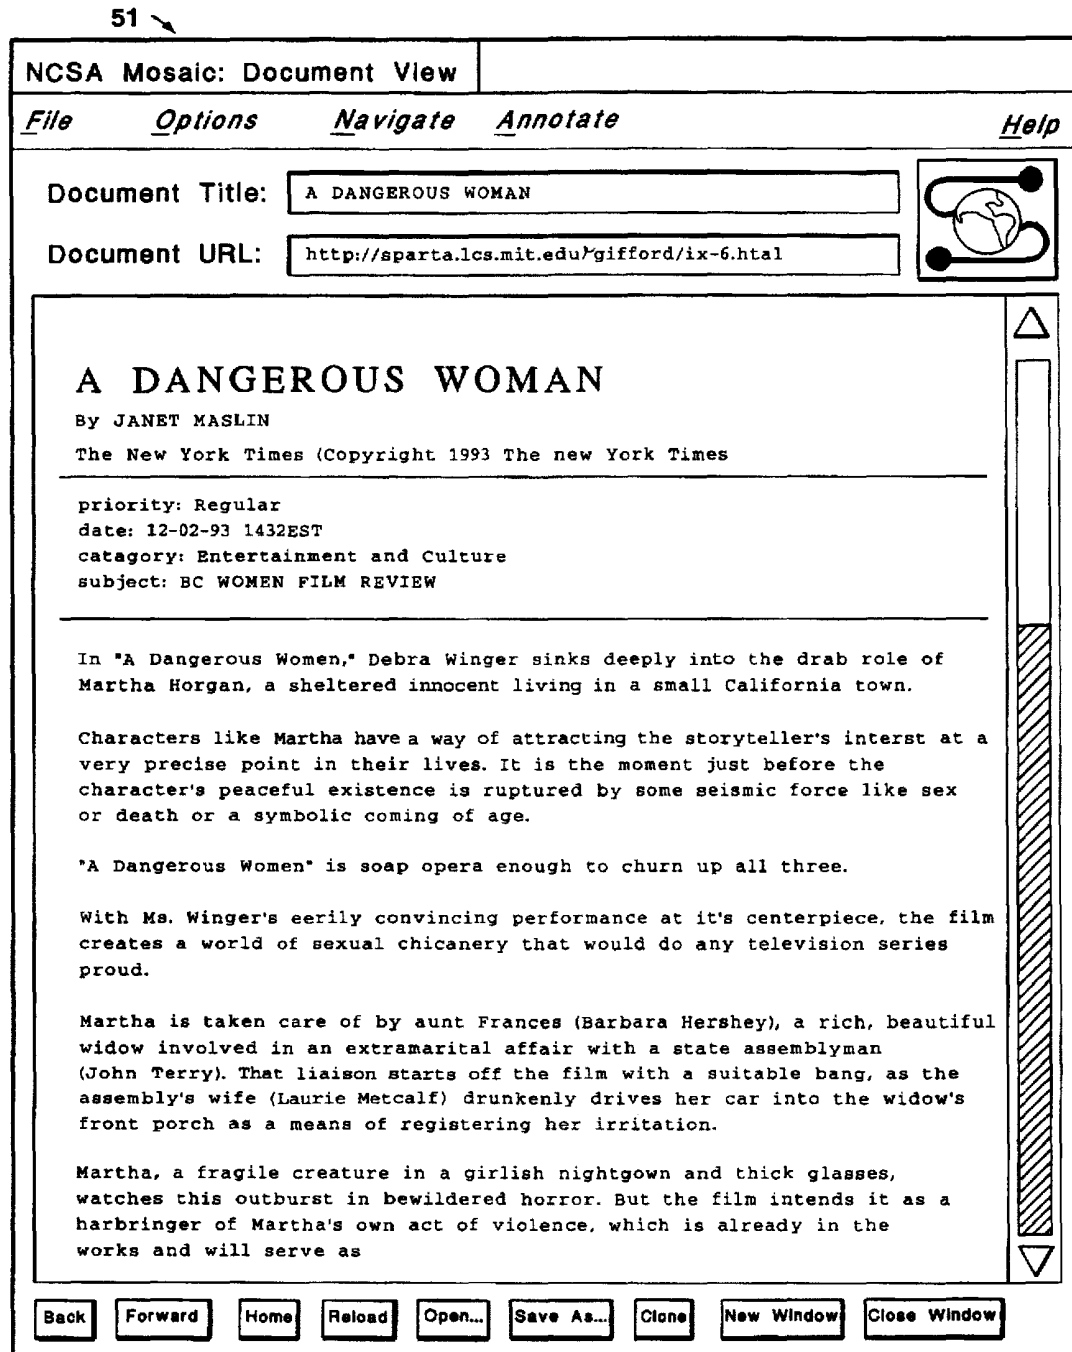 51
NCSA Mosaic: Document View
File Options Navigate Annotate Help
Document Title: A DANGEROUS WOMAN
Document URL: http://sparta.lcs.mit.edu/~gifford/ix-6.htal
A DANGEROUS WOMAN
By JANET MASLIN
The New York Times (Copyright 1993 The new York Times
priority: Regular
date: 12-02-93 1432EST
catagory: Entertainment and Culture
subject: BC WOMEN FILM REVIEW
In "A Dangerous Women," Debra Winger sinks deeply into the drab role of
Martha Horgan, a sheltered innocent living in a small California town.
Characters like Martha have a way of attracting the storyteller's interst at a
very precise point in their lives. It is the moment just before the
character's peaceful existence is ruptured by some seismic force like sex
or death or a symbolic coming of age.
"A Dangerous Women" is soap opera enough to churn up all three.
With Ms. Winger's eerily convincing performance at it's centerpiece, the film
creates a world of sexual chicanery that would do any television series
proud.
Martha is taken care of by aunt Frances (Barbara Hershey), a rich, beautiful
widow involved in an extramarital affair with a state assemblyman
(John Terry). That liaison starts off the film with a suitable bang, as the
assembly's wife (Laurie Metcalf) drunkenly drives her car into the widow's
front porch as a means of registering her irritation.
Martha, a fragile creature in a girlish nightgown and thick glasses,
watches this outburst in bewildered horror. But the film intends it as a
harbringer of Martha's own act of violence, which is already in the
works and will serve as
Back Forward Home Reload Open... Save As... Clone New Window Close Window